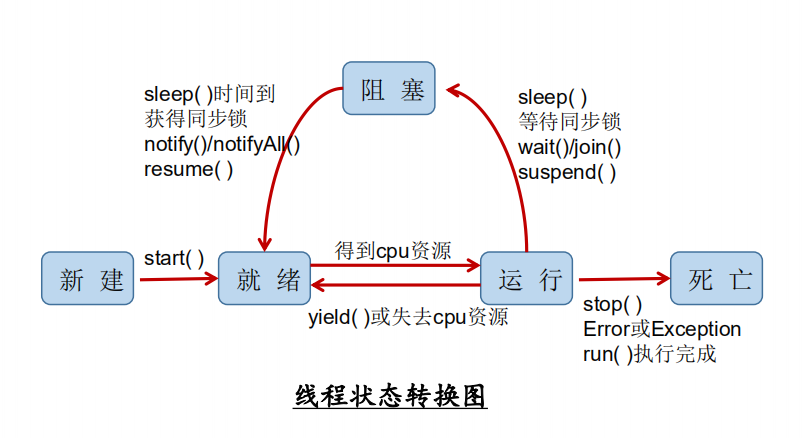 阻 塞
sleep( )时间到
获得同步锁
notify()/notifyAll()
resume( )
sleep( )
等待同步锁
wait()/join()
suspend( )
新 建
start( )
就 绪
得到cpu资源
yield( )或失去cpu资源
运 行
死 亡
stop( )
Error或Exception
run( )执行完成
线程状态转换图